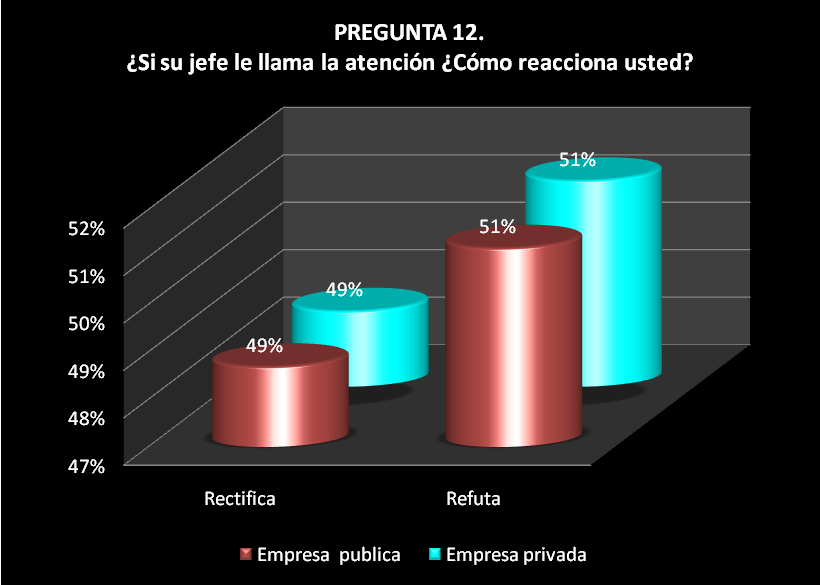 PREGUNTA 12.
¿Si su jefe le llama la atención ¿Cómo reacciona usted?
52%
51%
50%
49%
48%
47%
49%
49%
51%
51%
Rectifica
Refuta
Empresa publica
Empresa privada